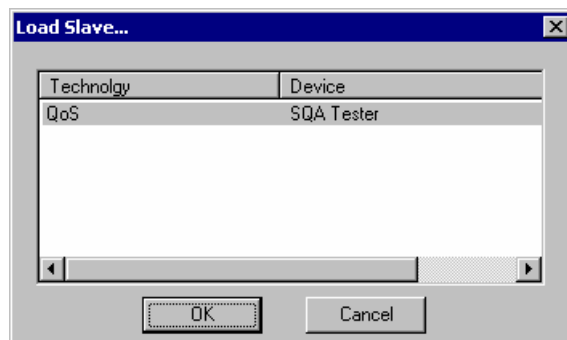 Load Slave...
Technolgy Device
QoS SQA Tester
OK Cancel